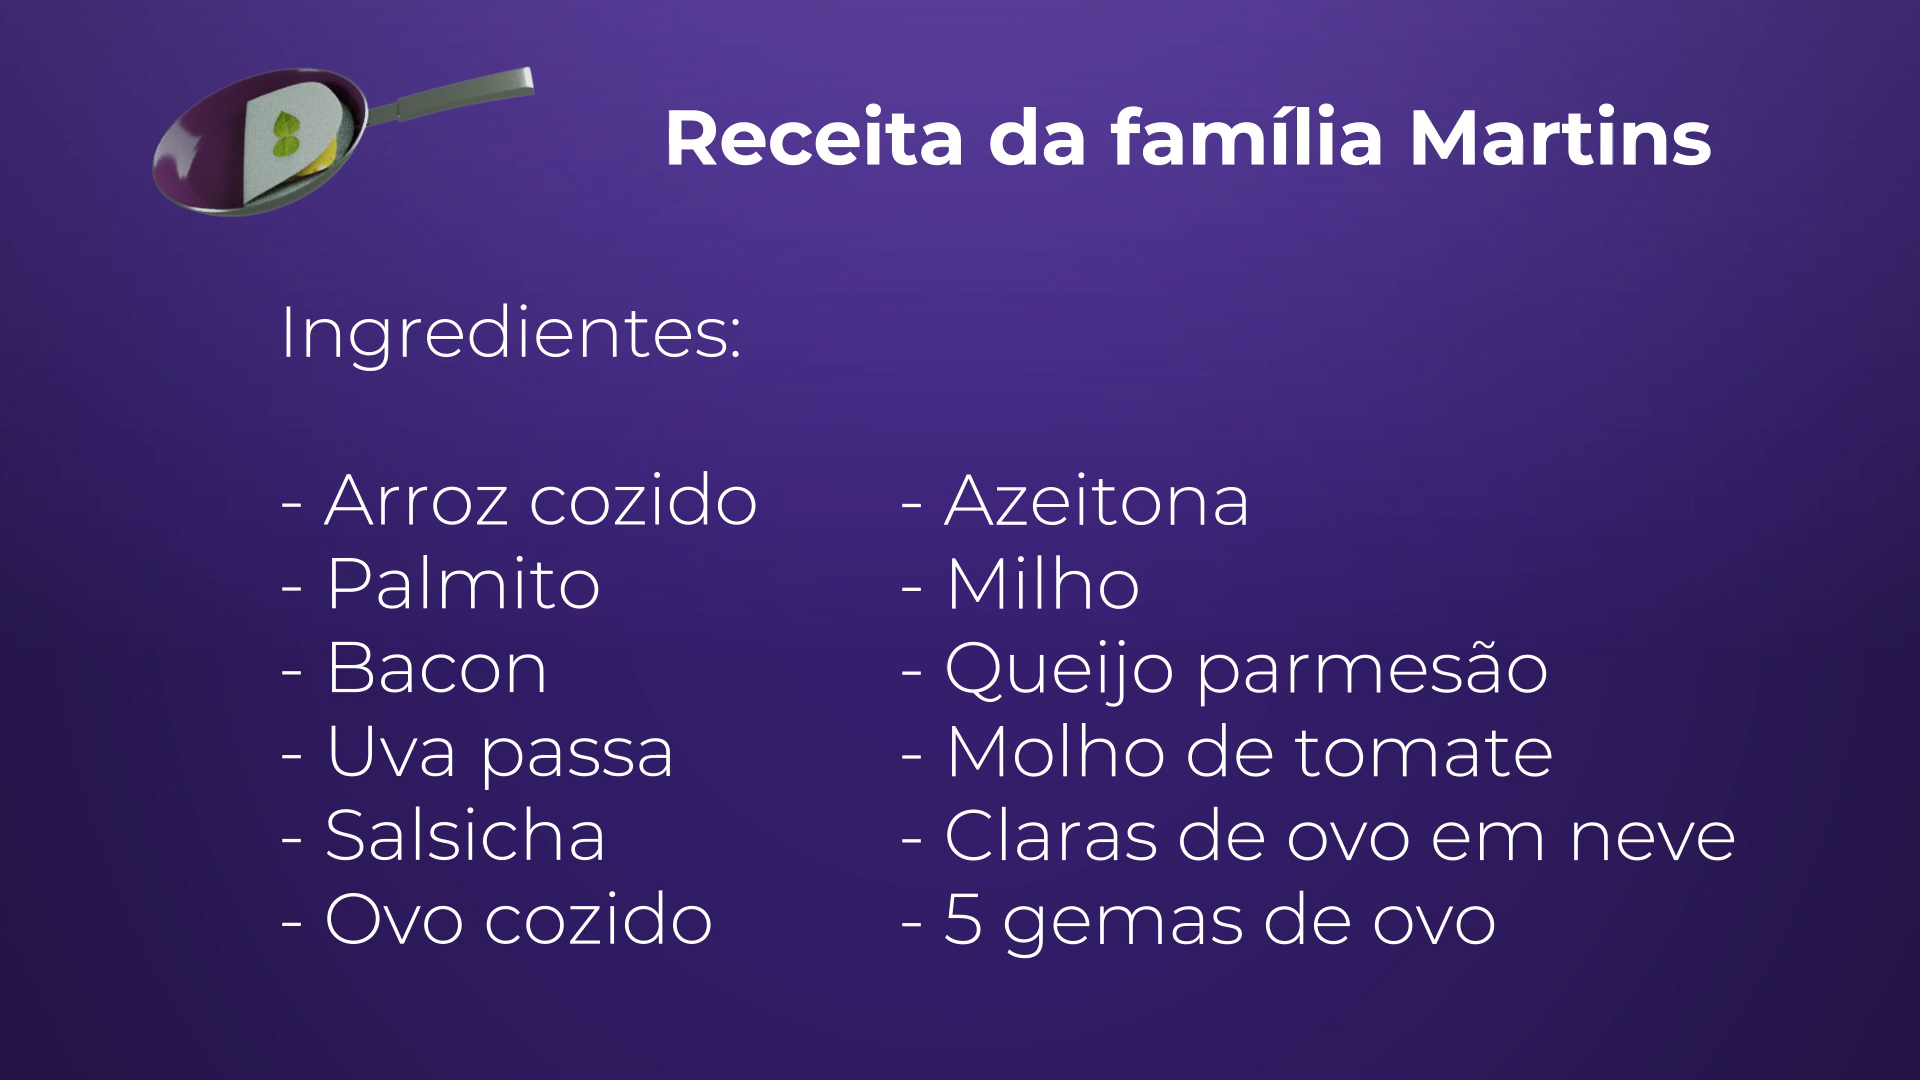 Receita da família Martins
Ingredientes:
- Arroz cozido
- Palmito
- Bacon
- Uva passa
- Salsicha
- Ovo cozido
- Azeitona
- Milho
- Queijo parmesão
- Molho de tomate
- Claras de ovo em neve
- 5 gemas de ovo